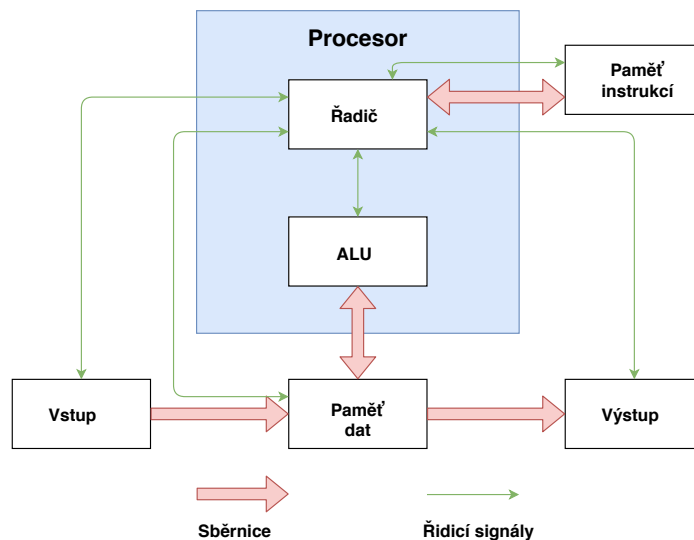 Procesor
Paměť
instrukcí
Řadič
ALU
Vstup
Paměť
dat
Výstup
Sběrnice
Řidicí signály